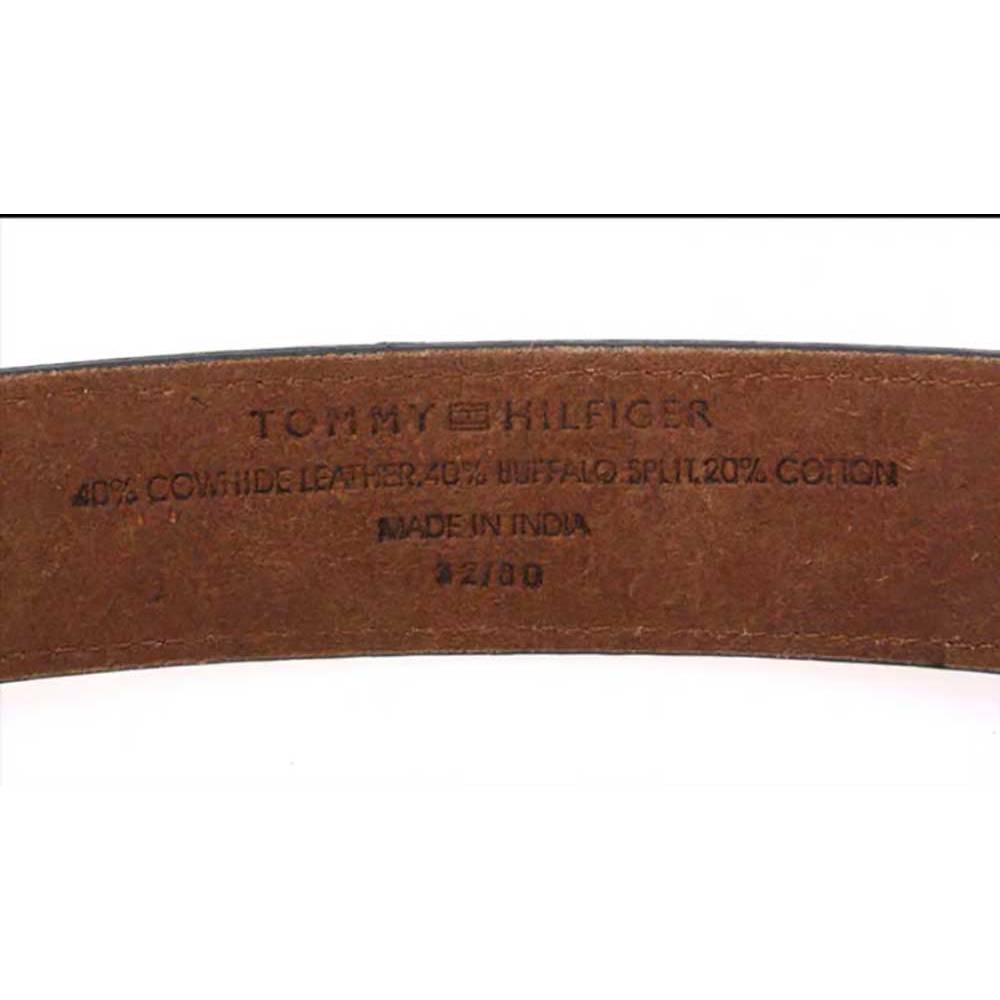 TOMMY HILFIGER
40% COWHIDE LEATHER.40% BUFFALO SPLIT.20% COTTON
MADE IN INDIA
32/80